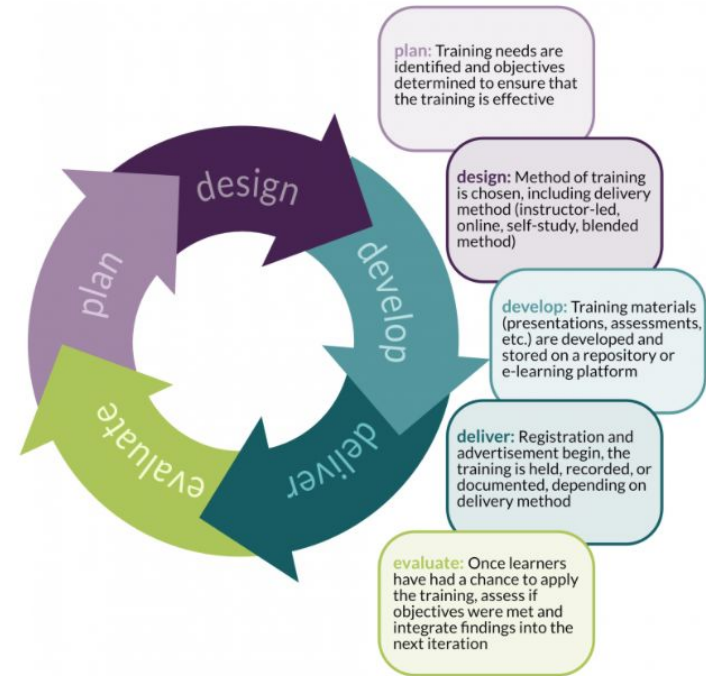 plan: Training needs are
identified and objectives
determined to ensure that
the training is effective
design: Method of training
is chosen, including delivery
method (instructor-led,
online, self-study, blended
method)
develop: Training materials
(presentations, assessments,
etc.) are developed and
stored on a repository or
e-learning platform
deliver: Registration and
advertisement begin, the
training is held, recorded, or
documented, depending on
delivery method
evaluate: Once learners
have had a chance to apply
the training, assess if
objectives were met and
integrate findings into the
next iteration
plan
design
develop
deliver
evaluate